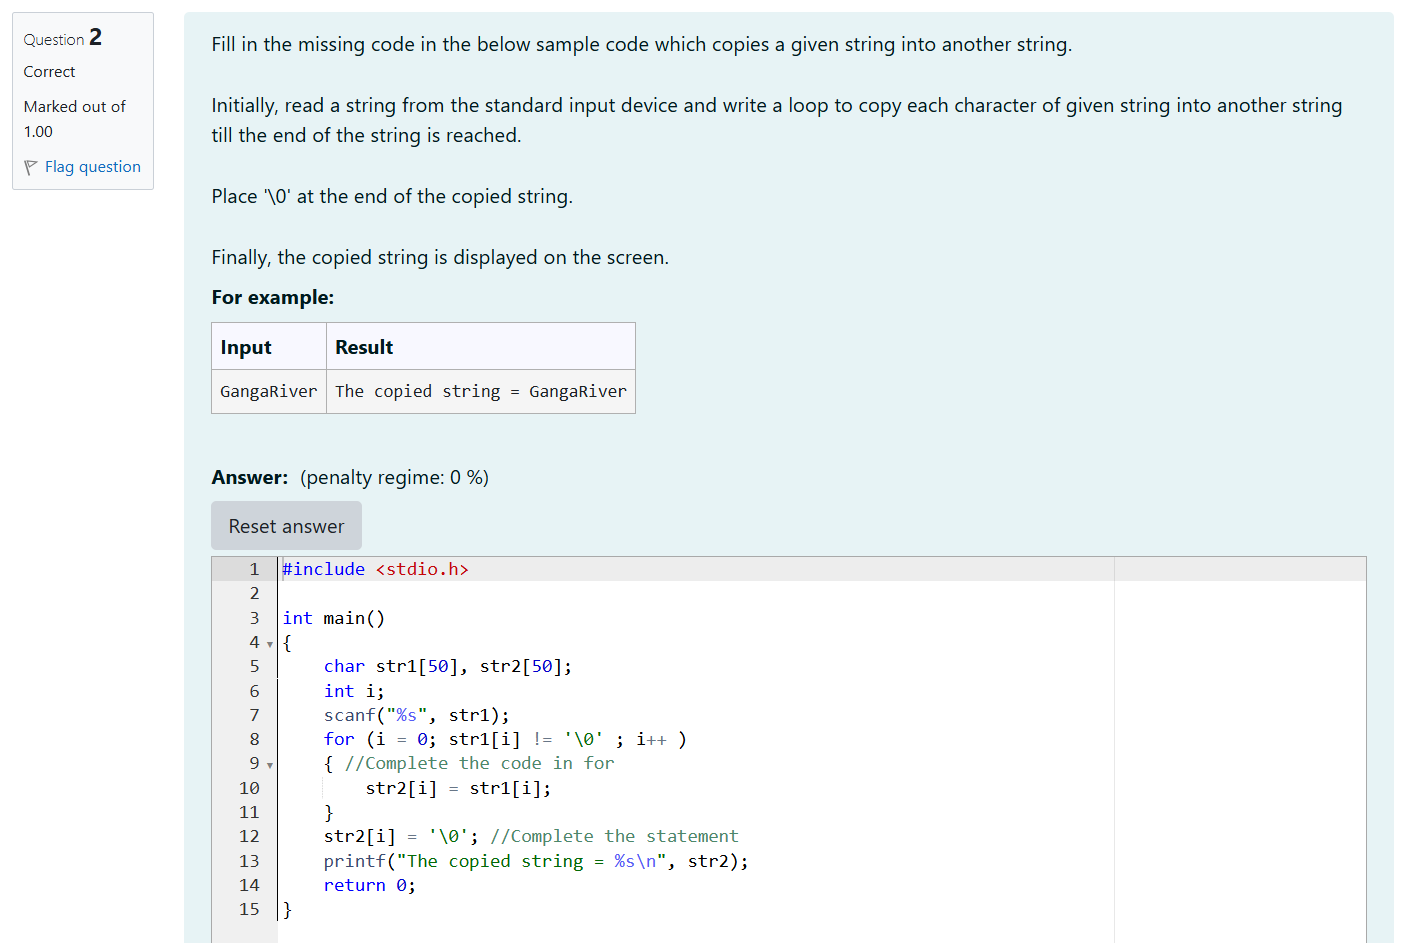 Question 2
Correct
Marked out of
1.00
Flag question
Fill in the missing code in the below sample code which copies a given string into another string.
Initially, read a string from the standard input device and write a loop to copy each character of given string into another string
till the end of the string is reached.
Place '\0' at the end of the copied string.
Finally, the copied string is displayed on the screen.
For example:
Input Result
GangaRiver The copied string = GangaRiver
Answer: (penalty regime: 0 %)
Reset answer
1 #include <stdio.h>
2
3 int main()
4 {
5     char str1[50], str2[50];
6     int i;
7     scanf("%s", str1);
8     for (i = 0; str1[i] != '\0' ; i++ )
9     { //Complete the code in for
10         str2[i] = str1[i];
11     }
12     str2[i] = '\0'; //Complete the statement
13     printf("The copied string = %s\n", str2);
14     return 0;
15 }